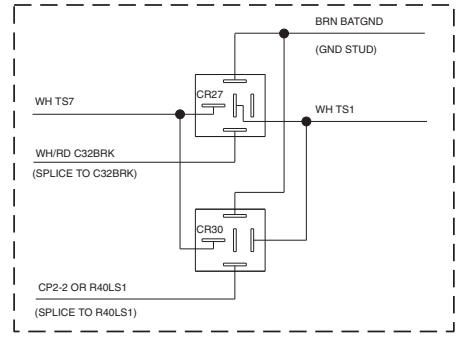 BRN BATGND
(GND STUD)
CR27
WH TS7
WH TS1
WH/RD C32BRK
(SPLICE TO C32BRK)
CR30
CP2-2 OR R40LS1
(SPLICE TO R40LS1)